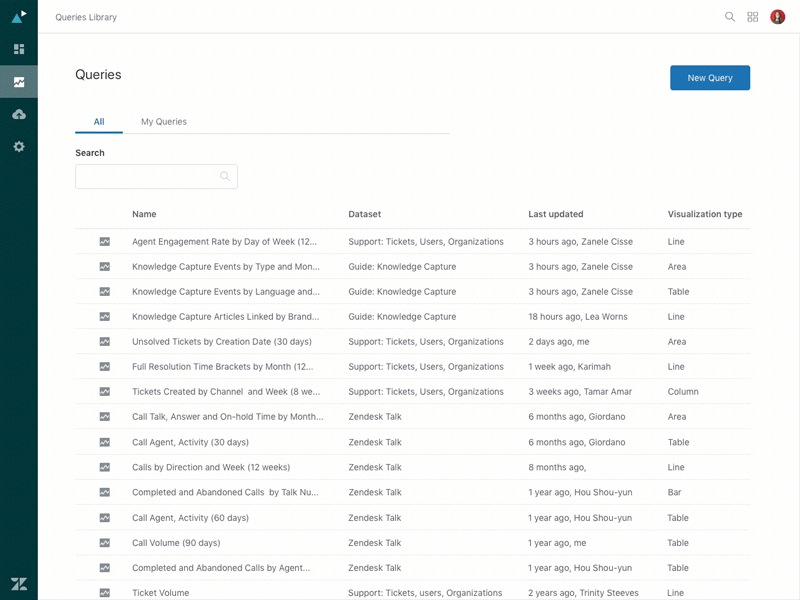 Queries Library
Queries
New Query
All My Queries
Search
Name Dataset Last updated Visualization type
Agent Engagement Rate by Day of Week (12... Support: Tickets, Users, Organizations 3 hours ago, Zanele Cisse Line
Knowledge Capture Events by Type and Mon... Guide: Knowledge Capture 3 hours ago, Zanele Cisse Area
Knowledge Capture Events by Language and... Guide: Knowledge Capture 3 hours ago, Zanele Cisse Table
Knowledge Capture Articles Linked by Brand... Guide: Knowledge Capture 18 hours ago, Lea Worns Line
Unsolved Tickets by Creation Date (30 days) Support: Tickets, Users, Organizations 2 days ago, me Area
Full Resolution Time Brackets by Month (12... Support: Tickets, Users, Organizations 1 week ago, Karimah Line
Tickets Created by Channel and Week (8 we... Support: Tickets, Users, Organizations 3 weeks ago, Tamar Amar Column
Call Talk, Answer and On-hold Time by Month... Zendesk Talk 6 months ago, Giordano Area
Call Agent, Activity (30 days) Zendesk Talk 6 months ago, Giordano Table
Calls by Direction and Week (12 weeks) Zendesk Talk 8 months ago, Line
Completed and Abandoned Calls by Talk Nu... Zendesk Talk 1 year ago, Hou Shou-yun Bar
Call Agent, Activity (60 days) Zendesk Talk 1 year ago, Hou Shou-yun Table
Call Volume (90 days) Zendesk Talk 1 year ago, me Table
Completed and Abandoned Calls by Agent... Zendesk Talk 1 year ago, Hou Shou-yun Table
Ticket Volume Support: Tickets, users, Organizations 2 years ago, Trinity Steeves Line